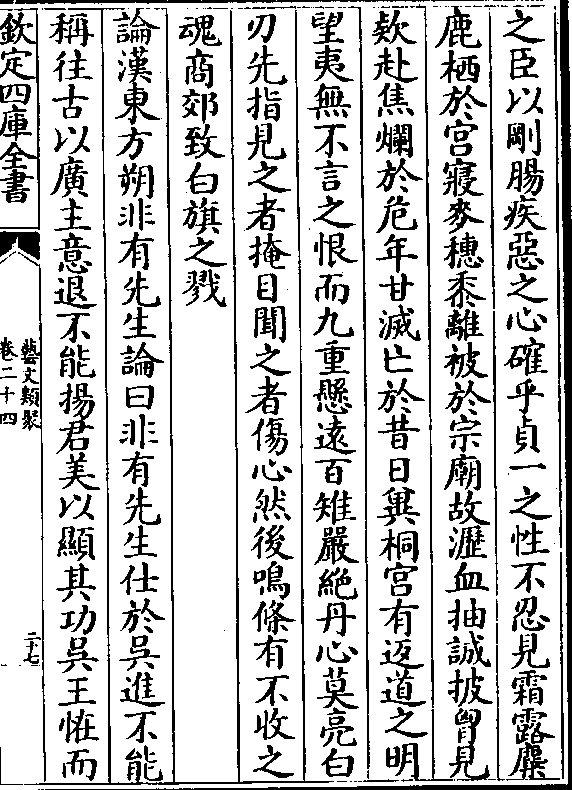 之臣以剛腸疾惡之心確乎貞一之性不忍見霜露麋
鹿栖於宫寢麥穗黍離被於宗廟故瀝血抽誠披胷見
欵赴焦爛於危年甘滅亡於昔日兾桐宫有返道之明
望夷無不言之恨而九重懸逺百雉嚴絶丹心莫亮白
刃先指見之者掩目聞之者傷心然後鳴條有不收之
魂商郊致白旗之戮
論漢東方朔非有先生論曰非有先生仕於吳進不能
稱往古以廣主意退不能揚君美以顯其功吳王恠而
欽定四庫全書
藝文類聚
卷二十四
二十七